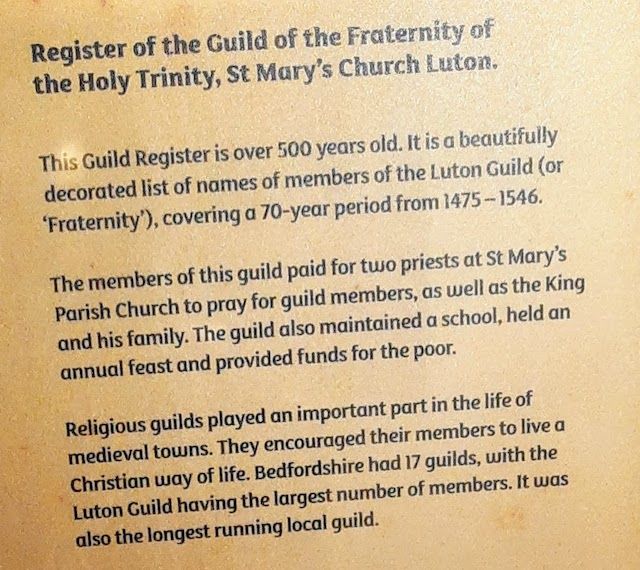 Register of the Guild of the Fraternity of
the Holy Trinity, St Mary's Church Luton.
This Guild Register is over 500 years old. It is a beautifully
decorated list of names of members of the Luton Guild (or
'Fraternity'), covering a 70-year period from 1475 – 1546.
The members of this guild paid for two priests at St Mary's
Parish Church to pray for guild members, as well as the King
and his family. The guild also maintained a school, held an
annual feast and provided funds for the poor.
Religious guilds played an important part in the life of
medieval towns. They encouraged their members to live a
Christian way of life. Bedfordshire had 17 guilds, with the
Luton Guild having the largest number of members. It was
also the longest running local guild.